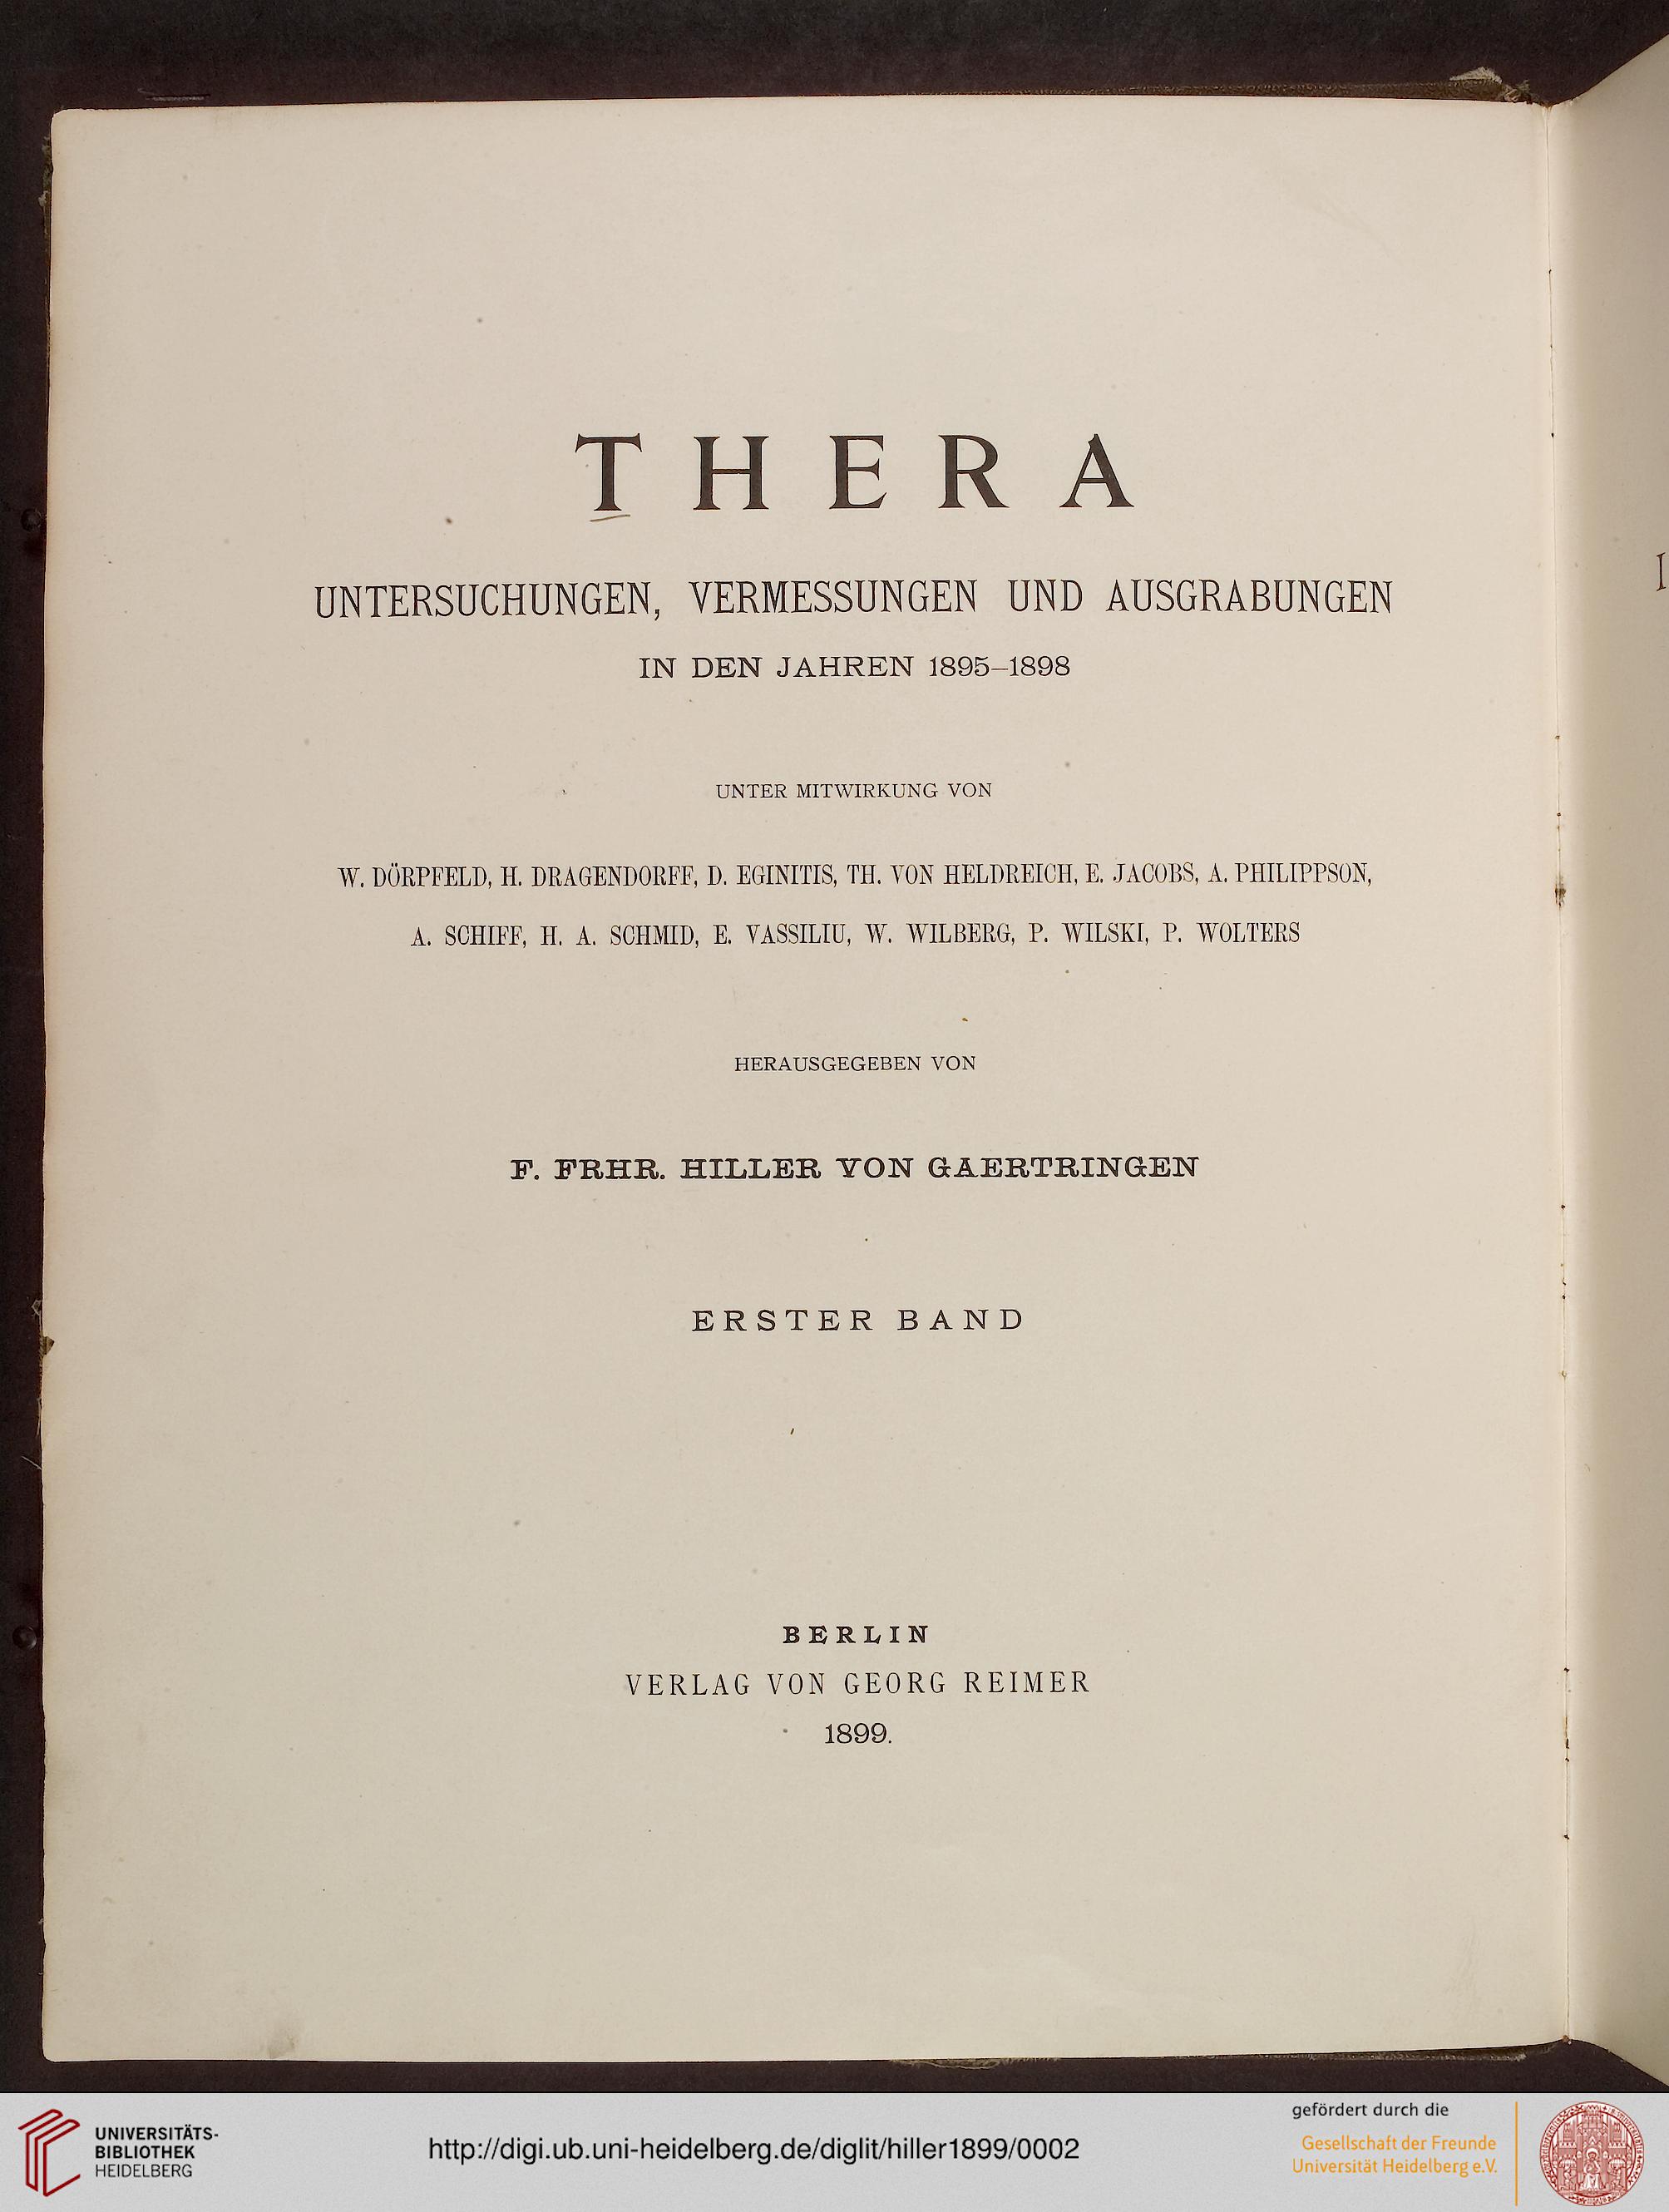 THERA
UNTERSUCHUNGEN, VERMESSUNGEN UND AUSGRABUNGEN
IN DEN JAHREN 1895–1898
UNTER MITWIRKUNG VON
W. DÖRPFELD, H. DRAGENDORFF, D. EGINITIS, TH. VON HELDREICH, E. JACOBS, A. PHILIPPSON,
A. SCHIFF, H. A. SCHMID, E. VASSILIU, W. WILBERG, P. WILSKI, P. WOLTERS
HERAUSGEGEBEN VON
F. FRHR. HILLER VON GAERTRINGEN
ERSTER BAND
BERLIN
VERLAG VON GEORG REIMER
1899.
UNIVERSITÄTS-
BIBLIOTHEK
HEIDELBERG
http://digi.ub.uni-heidelberg.de/diglit/hiller1899/0002
gefördert durch die
Gesellschaft der Freunde
Universität Heidelberg e.V.